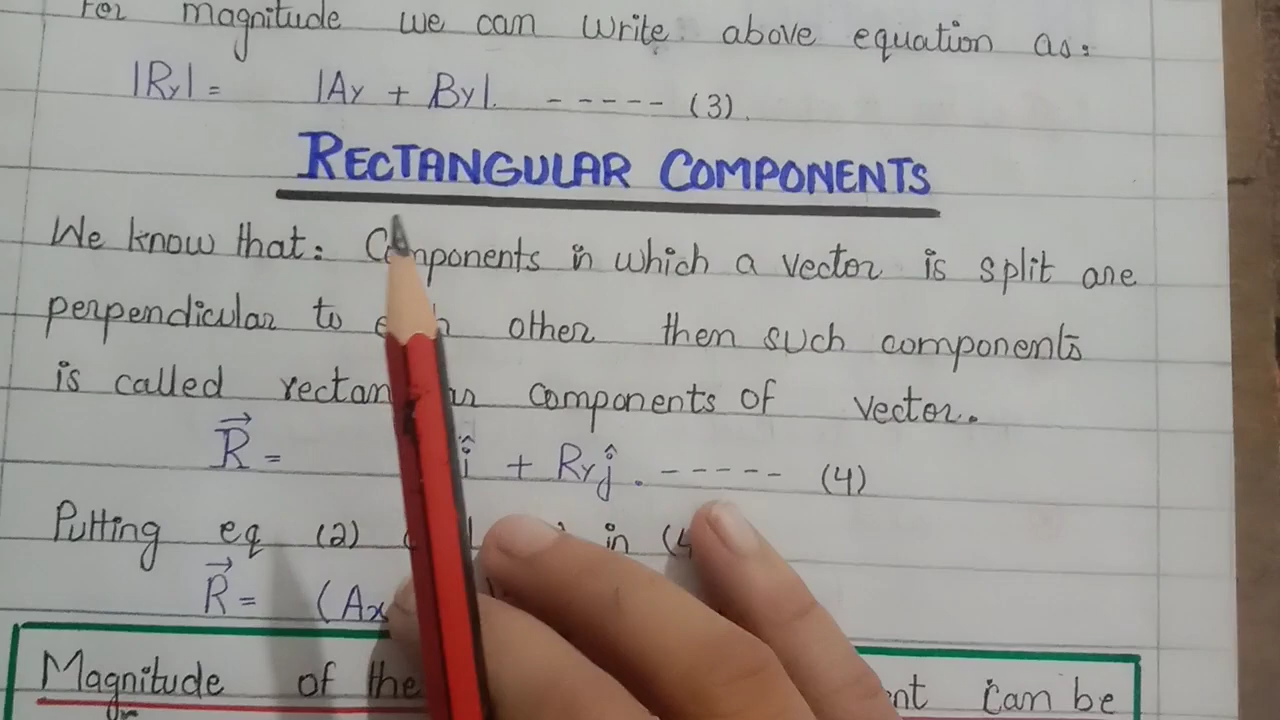 For magnitude we can write above equation as:
|Ry| = |Ay + By|. ----- (3).
RECTANGULAR COMPONENTS
We know that: Components in which a vector is split are
perpendicular to other then such components
is called components of vector.
R⃗ = î + Ryĵ. ----- (4)
Putting eq (2) in (4
R⃗ = (Ax
Magnitude of the can be